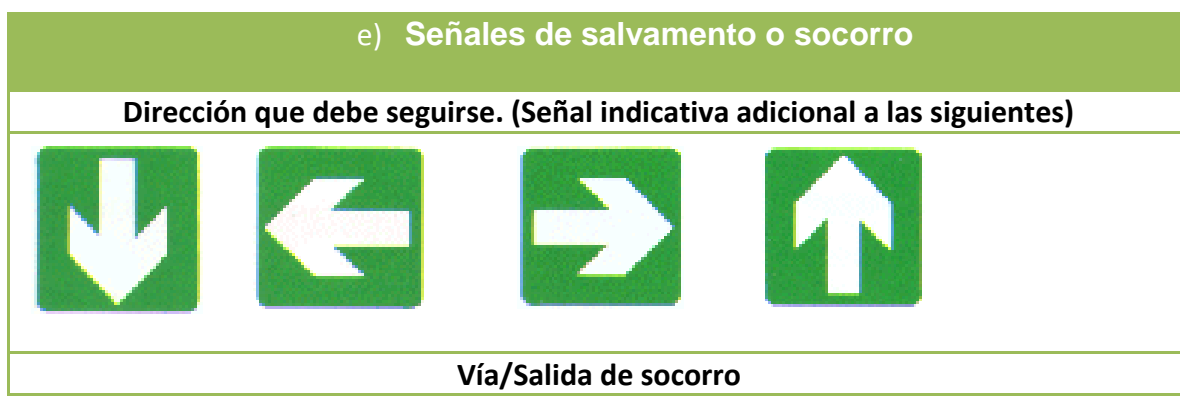 e) Señales de salvamento o socorro
Dirección que debe seguirse. (Señal indicativa adicional a las siguientes)
Vía/Salida de socorro